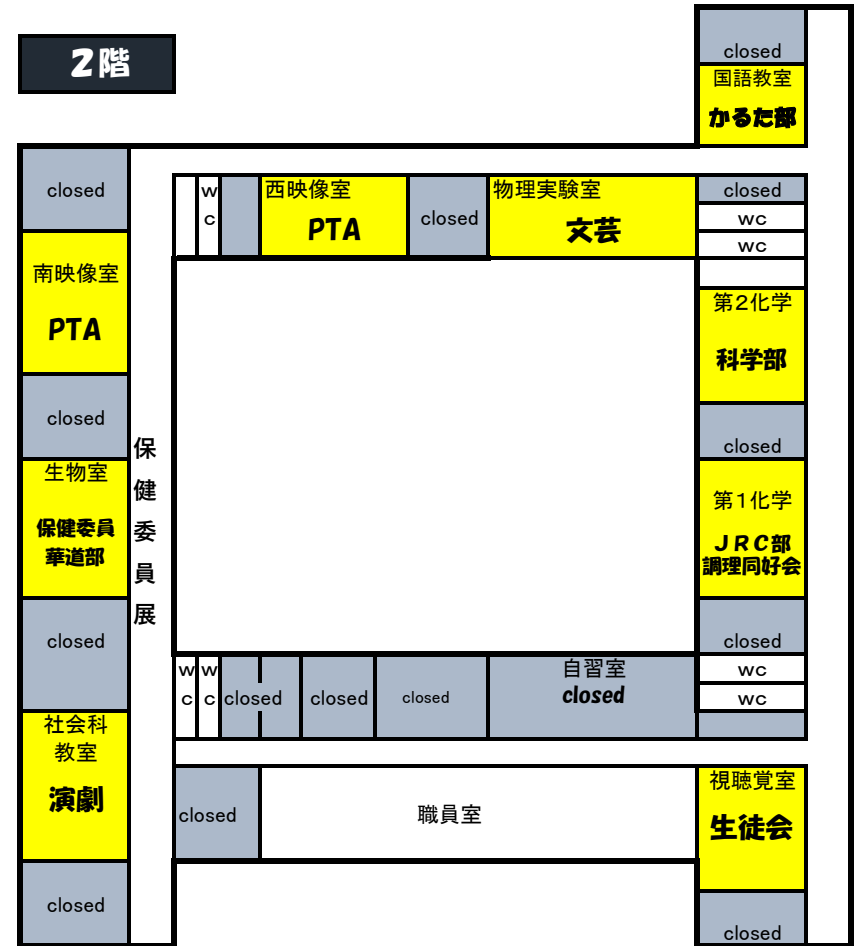 2階
closed
国語教室
かるた部
closed
南映像室
PTA
closed
生物室
保健委員
華道部
closed
社会科
教室
演劇
closed
保健委員展
wc
西映像室
PTA
closed
物理実験室
文芸
closed
wc
wc
第2化学
科学部
closed
第1化学
JRC部
調理同好会
closed
wc
wc
wc
wc
closed
closed
closed
自習室
closed
closed
職員室
視聴覚室
生徒会
closed